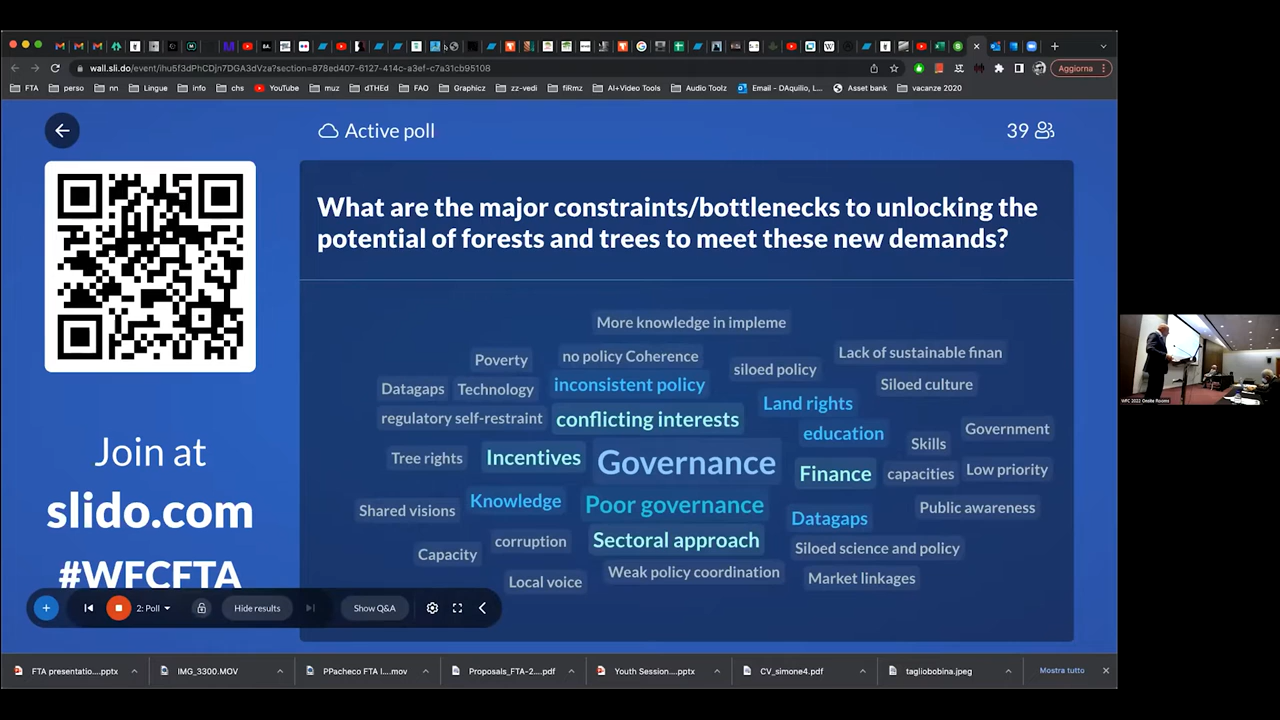 wall.sli.do/event/ihu5f3dPhCDjn7DGA3dVza?section=878ed407-6127-414c-a3ef-c7a31cb95108
Aggiorna
FTA perso nn Lingue info chs YouTube muz dTHEd FAO Graphicz zz-vedi fiRmz AI+Video Tools Audio Toolz Email - DAquilio, L... Asset bank vacanze 2020
Active poll
39
What are the major constraints/bottlenecks to unlocking the
potential of forests and trees to meet these new demands?
More knowledge in impleme
Poverty no policy Coherence siloed policy Lack of sustainable finan
Datagaps Technology inconsistent policy Land rights Siloed culture
regulatory self-restraint conflicting interests education Skills Government
Tree rights Incentives Governance Finance capacities Low priority
Shared visions Knowledge Poor governance Datagaps Public awareness
Capacity corruption Sectoral approach Siloed science and policy
Local voice Weak policy coordination Market linkages
Join at
slido.com
#WFCFTA
2: Poll Hide results Show Q&A
FTA presentatio....pptx IMG_3300.MOV PPacheco FTA I....mov Proposals_FTA-2....pdf Youth Session....pptx CV_simone4.pdf tagliobobina.jpeg Mostra tutto
WFC 2022 Onsite Rooms